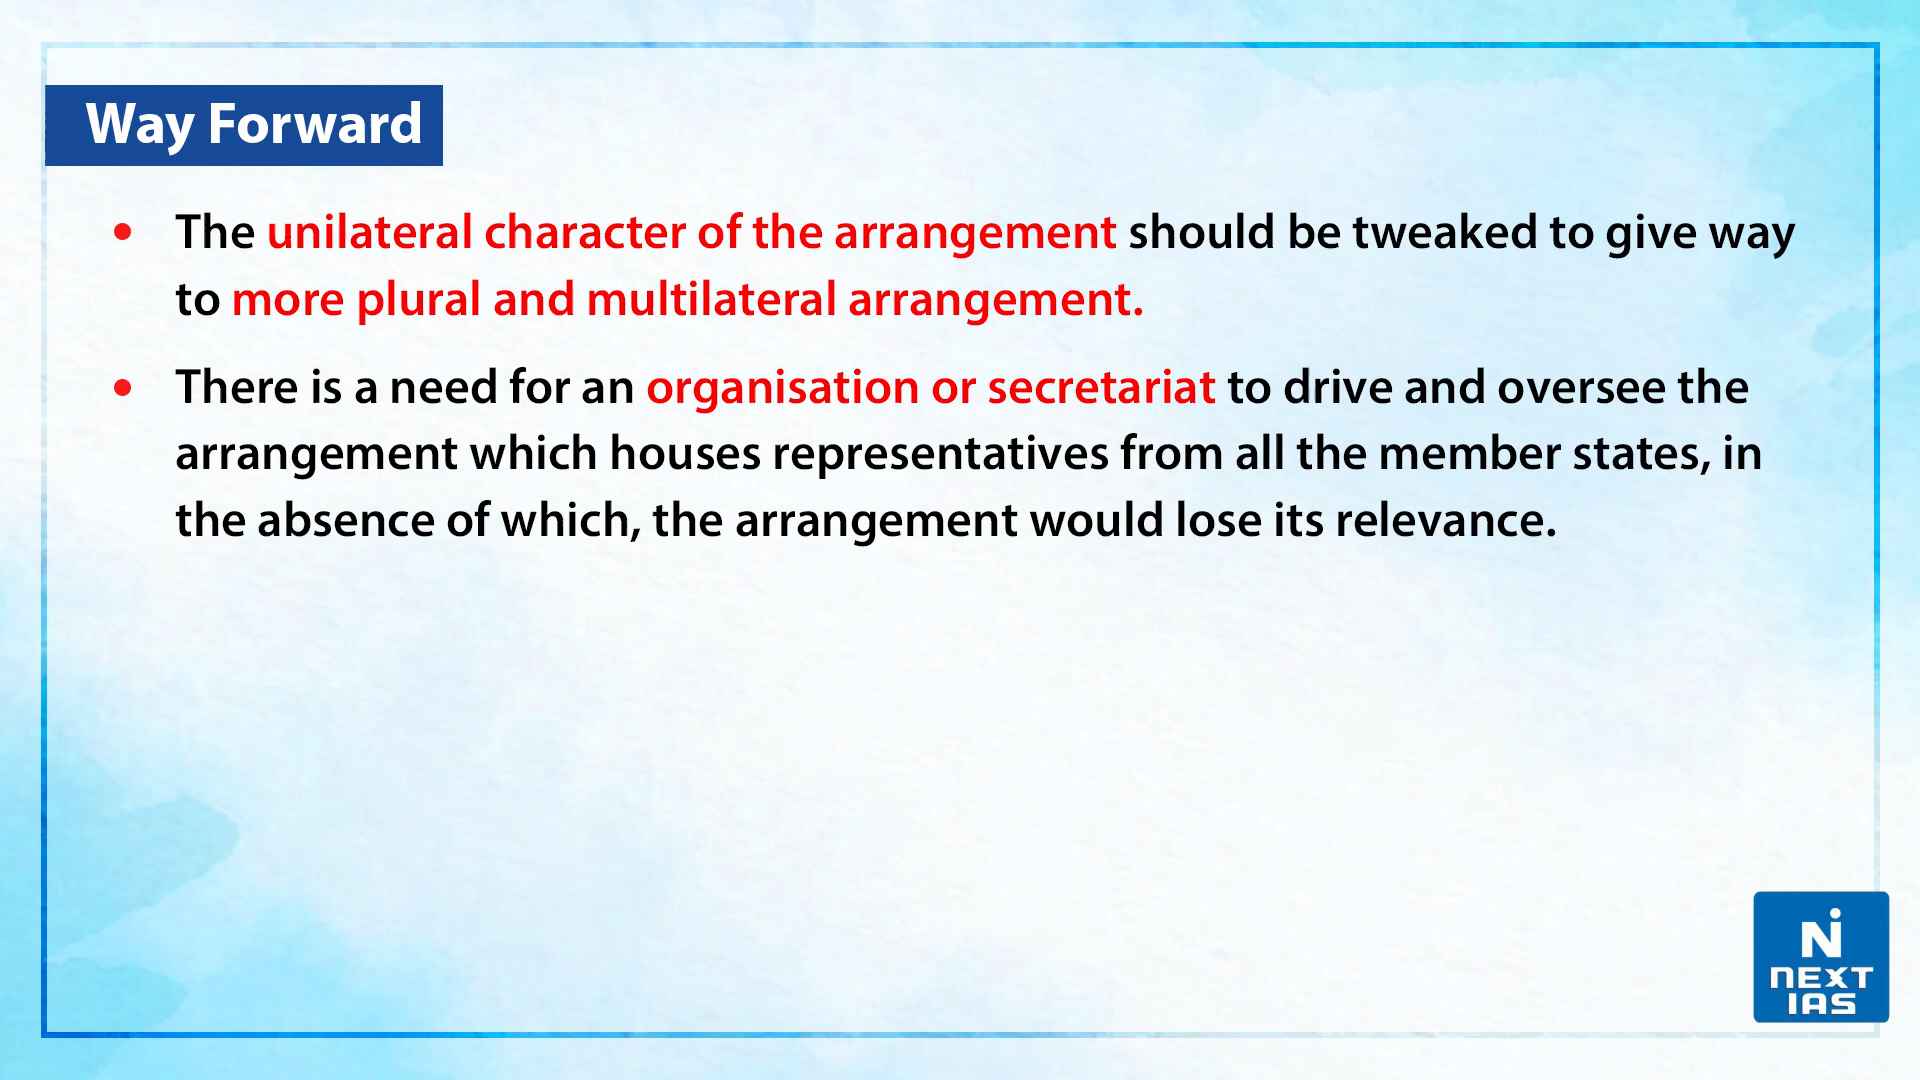 Way Forward
• The unilateral character of the arrangement should be tweaked to give way
to more plural and multilateral arrangement.
• There is a need for an organisation or secretariat to drive and oversee the
arrangement which houses representatives from all the member states, in
the absence of which, the arrangement would lose its relevance.
N
NEXT
IAS